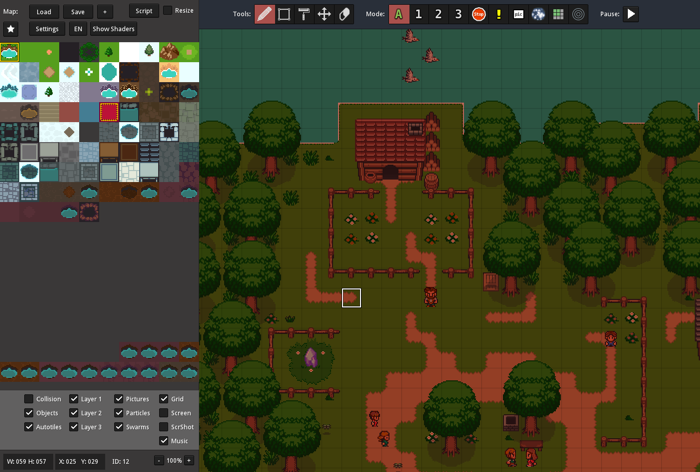 Map: Load Save + Script Resize
Settings EN Show Shaders
Tools: Mode: A 1 2 3 Stop ! Pause:
Collision Layer 1 Pictures Grid
Objects Layer 2 Particles Screen
Autotiles Layer 3 Swarms ScrShot
Music
W: 059 H: 057 X: 025 Y: 029 ID: 12 - 100% +